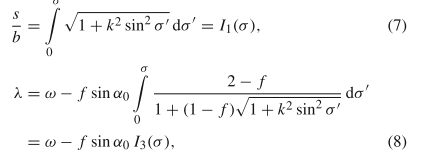 s/b = ∫₀^σ √(1 + k² sin² σ′) dσ′ = I₁(σ), (7)
λ = ω − f sin α₀ ∫₀^σ (2 − f)/(1 + (1 − f)√(1 + k² sin² σ′)) dσ′
= ω − f sin α₀ I₃(σ), (8)